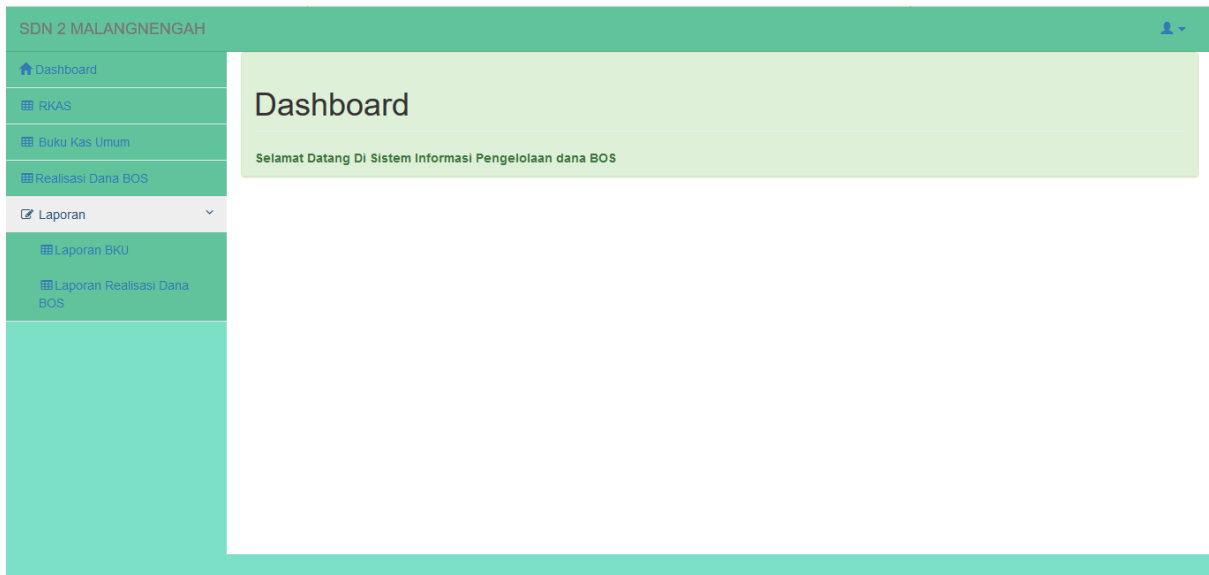 SDN 2 MALANGNENGAH
Dashboard
RKAS
Buku Kas Umum
Realisasi Dana BOS
Laporan
Laporan BKU
Laporan Realisasi Dana
BOS
Dashboard
Selamat Datang Di Sistem Informasi Pengelolaan dana BOS